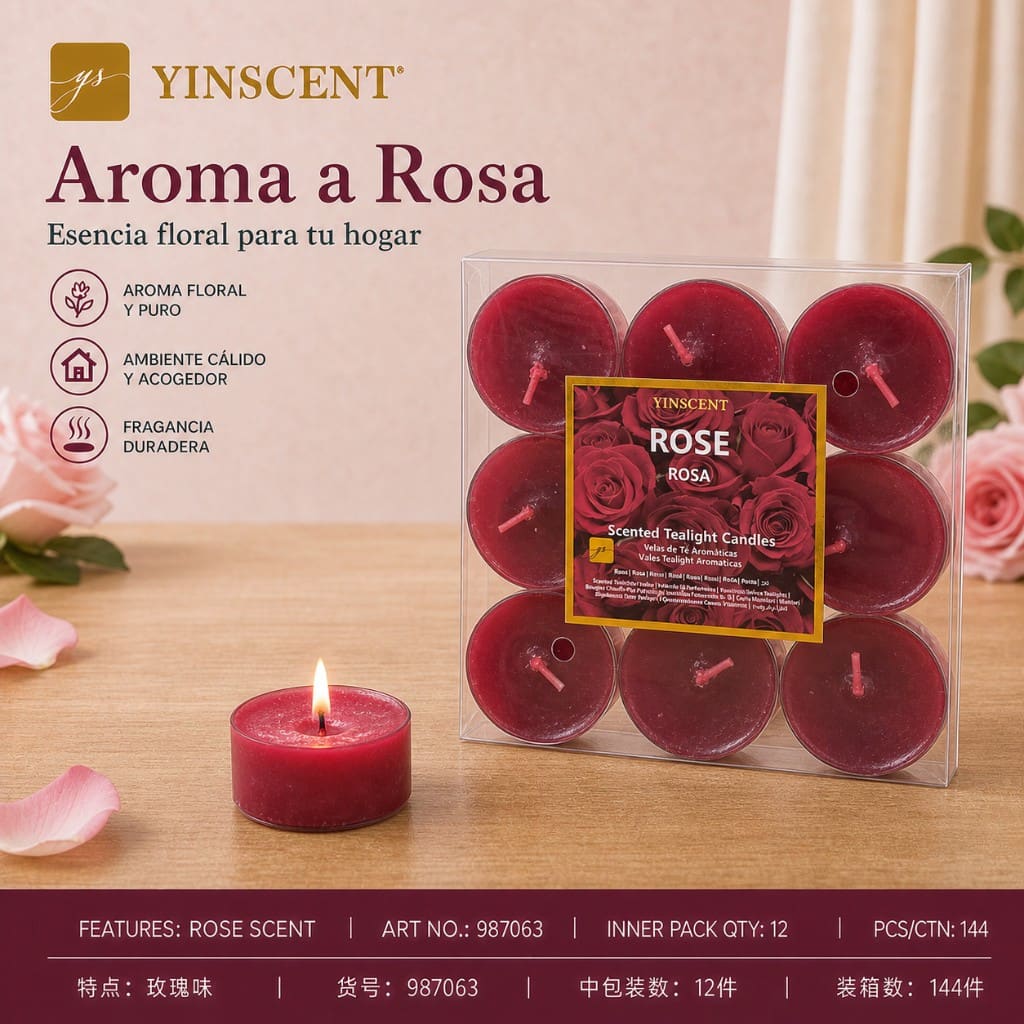 ys
YINSCENT®
Aroma a Rosa
Esencia floral para tu hogar
AROMA FLORAL
Y PURO
AMBIENTE CÁLIDO
Y ACOGEDOR
FRAGANCIA
DURADERA
YINSCENT
ROSE
ROSA
Scented Tealight Candles
Velas de Té Aromáticas
Vales Tealight Aromaticas
FEATURES: ROSE SCENT | ART NO.: 987063 | INNER PACK QTY: 12 | PCS/CTN: 144
特点：玫瑰味 | 货号：987063 | 中包装数：12件 | 装箱数：144件